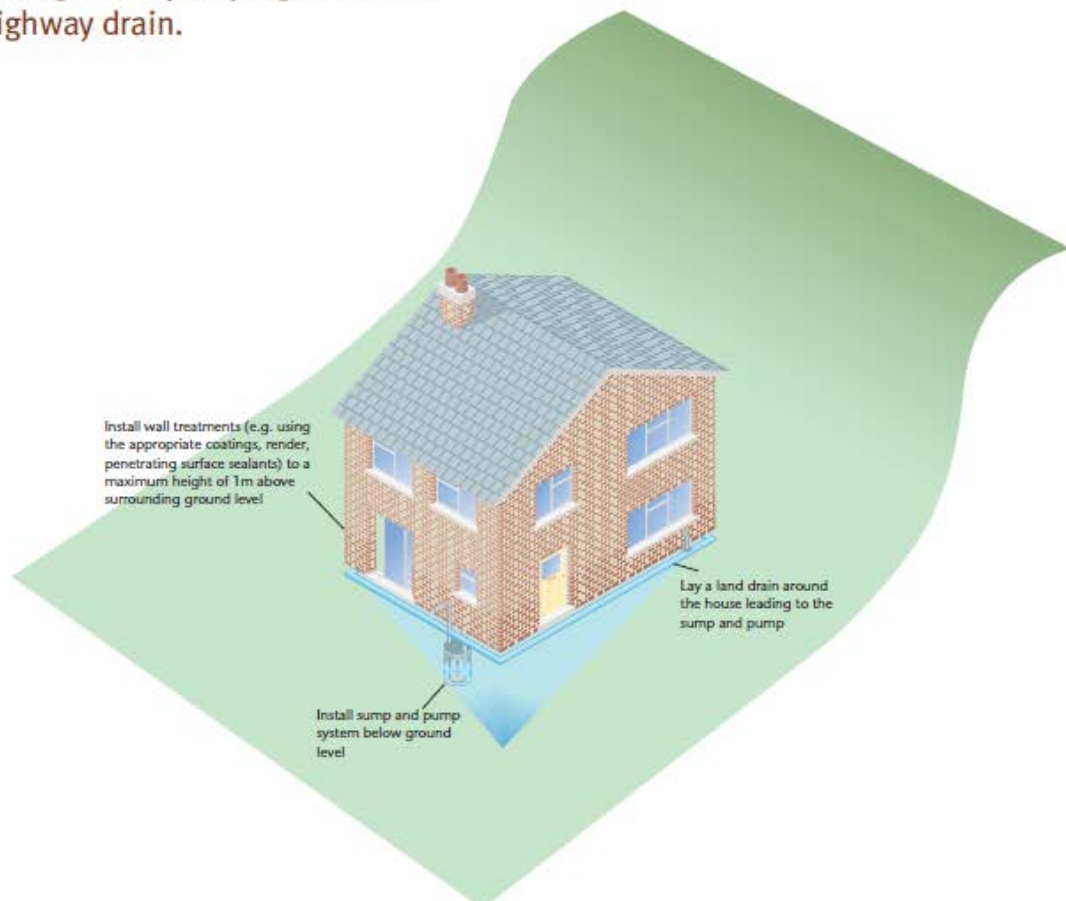 ighway drain.
Install wall treatments (e.g. using
the appropriate coatings, render,
penetrating surface sealants) to a
maximum height of 1m above
surrounding ground level
Lay a land drain around
the house leading to the
sump and pump
Install sump and pump
system below ground
level